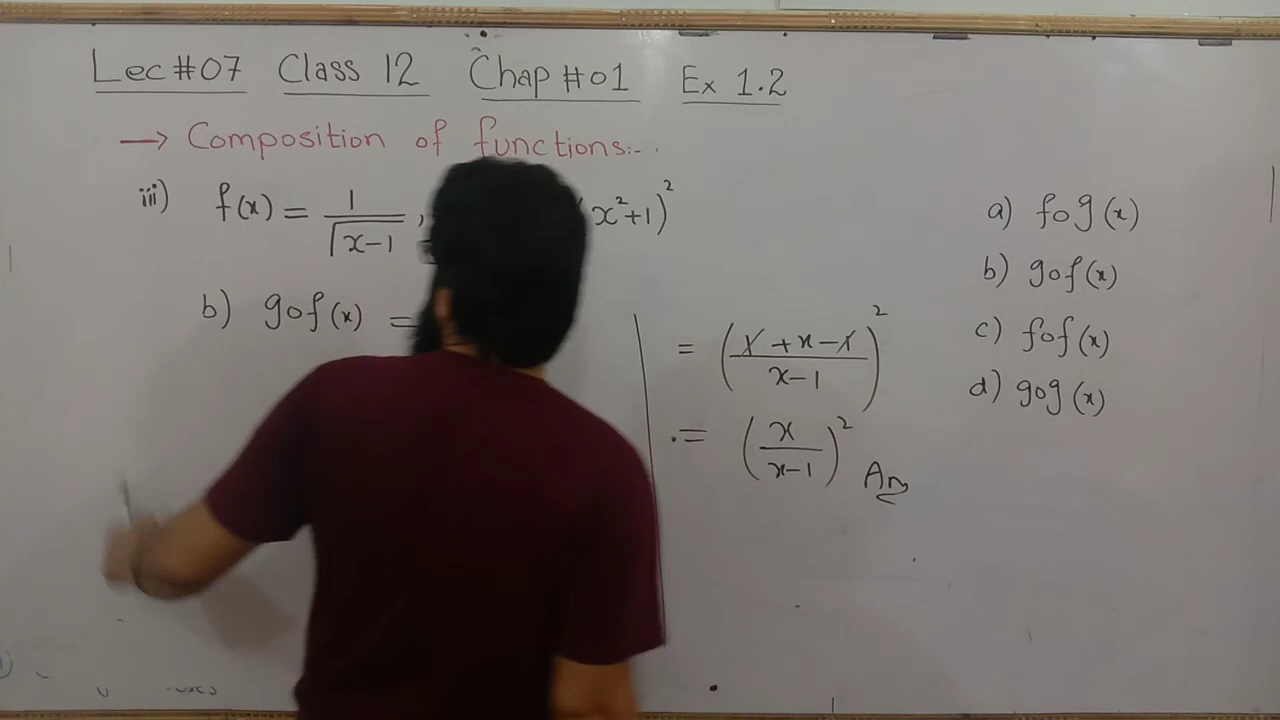 Lec #07 Class 12 Chap #01 Ex 1.2
→ Composition of functions:-
iii) f(x) = 1/√(x-1) , (x²+1)²
b) gof(x) =
= ((1 + x - 1)/(x-1))²
= (x/(x-1))² Ans
a) fog(x)
b) gof(x)
c) fof(x)
d) gog(x)